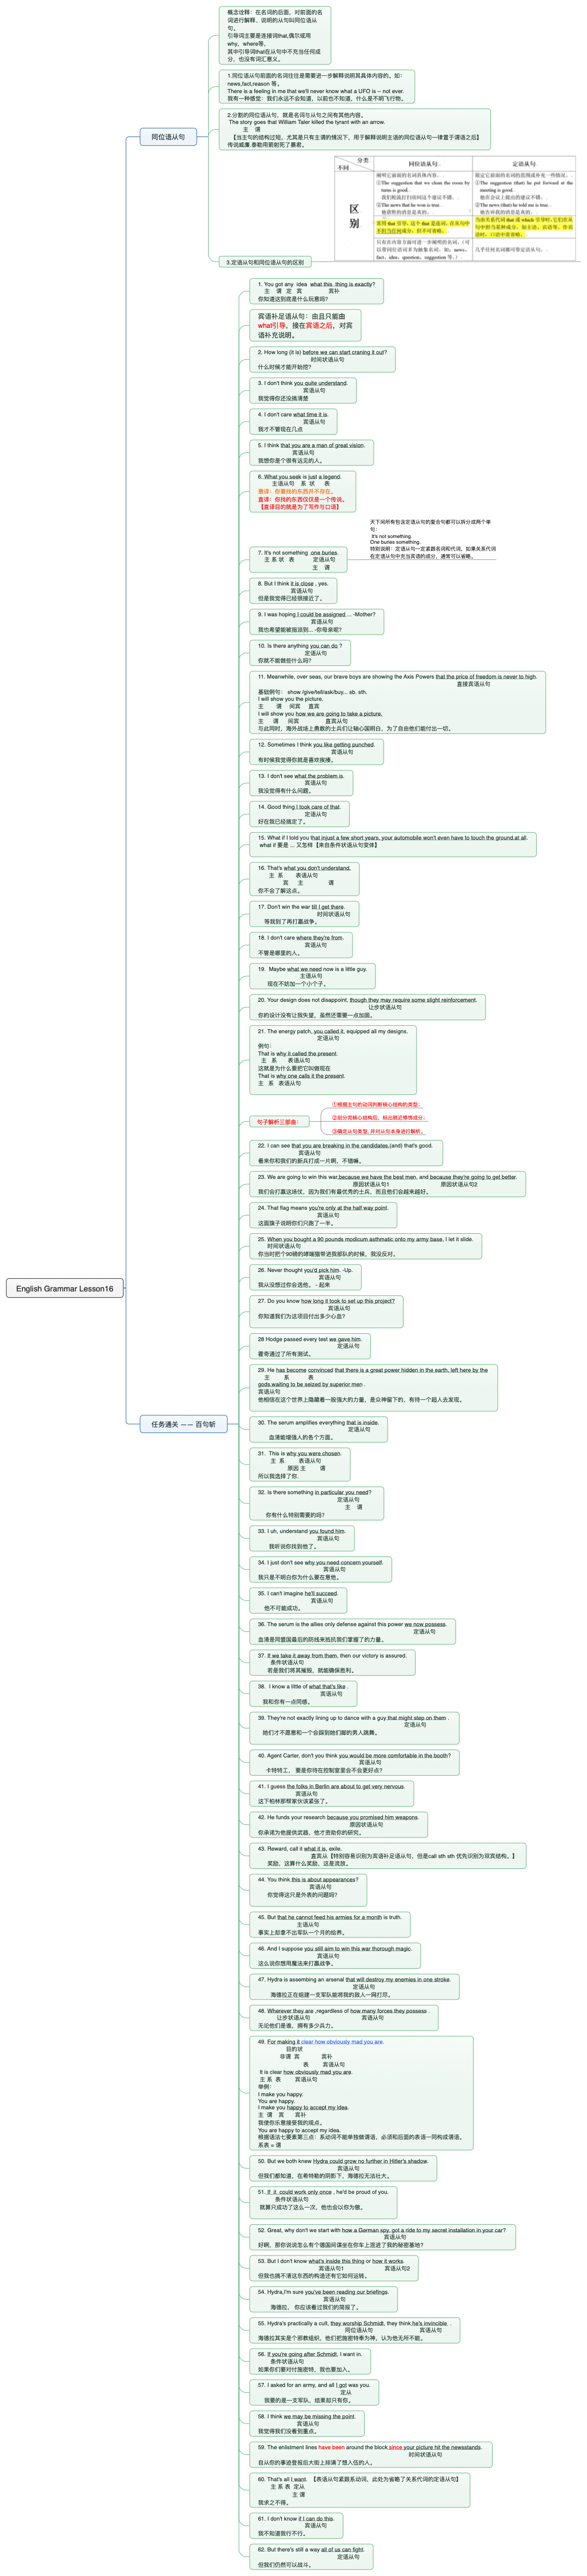 English Grammar Lesson16
同位语从句
概念诠释：在名词的后面，对前面的名
词进行解释、说明的从句叫同位语从
句。
引导词主要是连接词that,偶尔或用
why，where等。
其中引导词that在从句中不充当任何成
分，也没有词汇意义。
1.同位语从句前面的名词往往是需要进一步解释说明其具体内容的。如:
news,fact,reason 等。
There is a feeling in me that we'll never know what a UFO is -- not ever.
我有一种感觉：我们永远不会知道，以前也不知道，什么是不明飞行物。
2.分割的同位语从句，就是名词与从句之间有其他内容。
The story goes that William Taler killed the tyrant with an arrow.
主 谓
【当主句的结构过短，尤其是只有主谓的情况下，用于解释说明主语的同位语从句一律置于谓语之后】
传说威廉.泰勒用箭射死了暴君。
3.定语从句和同位语从句的区别
分类
不同
同位语从句
定语从句
区别
①The suggestion that we clean the room by turns is good.
①The suggestion (that) he put forward at the meeting is good.
②The news that he won is true.
②The news (that) he told me is true.
任务通关 —— 百句斩
1. You got any idea what this thing is exactly?
主 谓 定 宾 宾补
你知道这到底是什么玩意吗?
宾语补足语从句：由且只能由
what引导，接在宾语之后，对宾
语补充说明。
2. How long (it is) before we can start craning it out?
时间状语从句
什么时候才能开始挖?
3. I don't think you quite understand.
宾语从句
我觉得你还没搞清楚
4. I don't care what time it is.
宾语从句
我才不管现在几点
5. I think that you are a man of great vision.
宾语从句
我想你是个很有远见的人。
6. What you seek is just a legend.
主语从句 系 状 表
意译：你要找的东西并不存在。
直译：你找的东西仅仅是一个传说。
【直译目的就是为了写作与口语】
7. It's not something one buries.
主 系 状 表 定语从句
主 谓
天下间所有包含定语从句的复合句都可以拆分成两个单
句：
It's not something.
One buries something.
特别说明：定语从句一定紧跟名词和代词，如果关系代词
在定语从句中充当宾语的成分，通常可以省略。
8. But I think it is close , yes.
宾语从句
但是我觉得已经很接近了。
9. I was hoping I could be assigned ... -Mother?
宾语从句
我也希望能被指派到... -你母亲呢?
10. Is there anything you can do ?
定语从句
你就不能做些什么吗?
11. Meanwhile, over seas, our brave boys are showing the Axis Powers that the price of freedom is never to high.
直接宾语从句
基础例句： show /give/tell/ask/buy... sb. sth.
I will show you the picture.
主 谓 间宾 直宾
I will show you how we are going to take a picture.
主 谓 间宾 直宾从句
与此同时，海外战场上勇敢的士兵们让轴心国明白，为了自由他们能付出一切。
12. Sometimes I think you like getting punched.
宾语从句
有时候我觉得你就是喜欢挨揍。
13. I don't see what the problem is.
宾语从句
我没觉得有什么问题。
14. Good thing I took care of that.
定语从句
好在我已经搞定了。
15. What if I told you that injust a few short years, your automobile won't even have to touch the ground.at all.
what if 要是 ... 又怎样【来自条件状语从句变体】
16. That's what you don't understand.
主 系 表语从句
宾 主 谓
你不会了解这点。
17. Don't win the war till I get there.
时间状语从句
等我到了再打赢战争。
18. I don't care where they're from.
宾语从句
不管是哪里的人。
19. Maybe what we need now is a little guy.
主语从句
现在不妨加一个小个子。
20. Your design does not disappoint, though they may require some slight reinforcement.
让步状语从句
你的设计没有让我失望，虽然还需要一点加固。
21. The energy patch, you called it, equipped all my designs.
定语从句
例句：
That is why it called the present.
主 系 表语从句
这就是为什么要把它叫做现在
That is why one calls it the present.
主 系 表语从句
句子解析三部曲：
①根据主句的动词判断核心结构的类型；
②划分完核心结构后，标出就近修饰成分；
③确定从句类型, 并对从句本身进行解析。
22. I can see that you are breaking in the candidates.(and) that's good.
宾语从句
看来你和我们的新兵打成一片啊，不错嘛。
23. We are going to win this war because we have the best men, and because they're going to get better.
原因状语从句1 原因状语从句2
我们会打赢这场仗，因为我们有最优秀的士兵，而且他们会越来越好。
24. That flag means you're only at the half way point.
宾语从句
这面旗子说明你们只跑了一半。
25. When you bought a 90 pounds modicum asthmatic onto my army base, I let it slide.
时间状语从句
你当时把个90磅的哮喘猫带进我部队的时候，我没反对。
26. Never thought you'd pick him. -Up.
宾语从句
我从没想过你会选他。 - 起来
27. Do you know how long it took to set up this project?
宾语从句
你知道我们为这项目付出多少心血?
28 Hodge passed every test we gave him.
定语从句
霍奇通过了所有测试。
29. He has become convinced that there is a great power hidden in the earth, left here by the
主 系 表
gods,waiting to be seized by superior men .
宾语从句
他相信在这个世界上隐藏着一股强大的力量，是众神留下的，有待一个超人去发现。
30. The serum amplifies everything that is inside.
定语从句
血清能增强人的各个方面。
31. This is why you were chosen.
主 系 表语从句
原因 主 谓
所以我选择了你.
32. Is there something in particular you need?
定语从句
主 谓
你有什么特别需要的吗?
33. I uh, understand you found him.
宾语从句
我听说你找到他了。
34. I just don't see why you need concern yourself.
宾语从句
我只是不明白你为什么要在意他。
35. I can't imagine he'll succeed.
宾语从句
他不可能成功。
36. The serum is the allies only defense against this power we now possess.
定语从句
血清是同盟国最后的防线来抵抗我们掌握了的力量。
37. If we take it away from them, then our victory is assured.
条件状语从句
若是我们将其摧毁，就能确保胜利。
38. I know a little of what that's like .
宾语从句
我和你有一点同感。
39. They're not exactly lining up to dance with a guy that might step on them .
定语从句
她们才不愿意和一个会踩到她们脚的男人跳舞。
40. Agent Carter, don't you think you would be more comfortable in the booth?
宾语从句
卡特特工， 要是你待在控制室里会不会更好点?
41. I guess the folks in Berlin are about to get very nervous.
宾语从句
这下柏林那帮家伙该紧张了。
42. He funds your research because you promised him weapons.
原因状语从句
你承诺为他提供武器，他才资助你的研究。
43. Reward, call it what it is, exile.
直宾从【特别容易识别为宾语补足语从句，但是call sth sth 优先识别为双宾结构。】
奖励，这算什么奖励，这是流放。
44. You think this is about appearances?
宾语从句
你觉得这只是外表的问题吗?
45. But that he cannot feed his armies for a month is truth.
主语从句
事实上却拿不出军队一个月的给养。
46. And I suppose you still aim to win this war thorough magic.
宾语从句
这么说你想用魔法来打赢战争。
47. Hydra is assembing an arsenal that will destroy my enemies in one stroke.
定语从句
海德拉正在组建一支军队能将我的敌人一网打尽。
48. Wherever they are ,regardless of how many forces they possess .
让步状语从句 宾语从句
无论他们是谁，拥有多少兵力。
49. For making it clear how obviously mad you are.
目的状
非谓 宾 宾补
表 宾语从句
It is clear how obviously mad you are.
主 系 表 宾语从句
举例：
I make you happy.
You are happy.
I make you happy to accept my idea.
主 谓 宾 宾补
我使你乐意接受我的观点。
You are happy to accept my idea.
根据语法七要素第三点：系动词不能单独做谓语，必须和后面的表语一同构成谓语。
系表 = 谓
50. But we both knew Hydra could grow no further in Hitler's shadow.
宾语从句
但我们都知道，在希特勒的阴影下，海德拉无法壮大。
51. If it could work only once , he'd be proud of you.
条件状语从句
就算只成功了这么一次，他也会以你为傲。
52. Great, why don't we start with how a German spy, got a ride to my secret installation in your car?
宾语从句
好啊，那你说说怎么有个德国间谍坐在你车上混进了我的秘密基地?
53. But I don't know what's inside this thing or how it works.
宾语从句1 宾语从句2
但我也搞不清这东西的构造还有它如何运转。
54. Hydra,I'm sure you've been reading our briefings.
宾语从句
海德拉， 你应该看过我们的简报了。
55. Hydra's practically a cult, they worship Schmidt, they think he's invincible .
同位语从句 宾语从句
海德拉其实是个邪教组织，他们把施密特奉为神，认为他无所不能。
56. If you're going after Schmidt, I want in.
条件状语从句
如果你们要对付施密特，我也要加入。
57. I asked for an army, and all I got was you.
定从
我要的是一支军队，结果却只有你。
58. I think we may be missing the point.
宾语从句
我觉得我们没看到重点。
59. The enlistment lines have been around the block since your picture hit the newsstands.
时间状语从句
自从你的事迹登报后大街上排满了想入伍的人。
60. That's all I want. 【表语从句紧跟系动词，此处为省略了关系代词的定语从句】
主 系 表 定从
主 谓
我求之不得。
61. I don't know if I can do this.
宾语从句
我不知道我行不行。
62. But there's still a way all of us can fight.
定语从句
但我们仍然可以战斗。